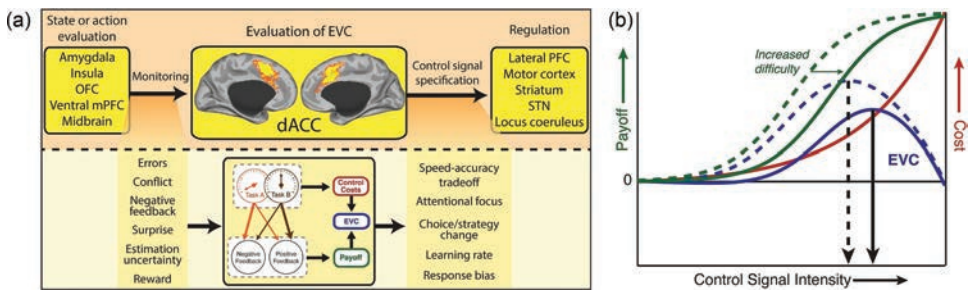 (a)
State or action
evaluation
Amygdala
Insula
OFC
Ventral mPFC
Midbrain
Monitoring
Evaluation of EVC
dACC
Control signal
specification
Regulation
Lateral PFC
Motor cortex
Striatum
STN
Locus coeruleus
Errors
Conflict
Negative
feedback
Surprise
Estimation
uncertainty
Reward
Task A
Task B
Negative
Feedback
Positive
Feedback
Control
Costs
EVC
Payoff
Speed-accuracy
tradeoff
Attentional focus
Choice/strategy
change
Learning rate
Response bias
(b)
Payoff
0
Increased
difficulty
EVC
Cost
Control Signal Intensity